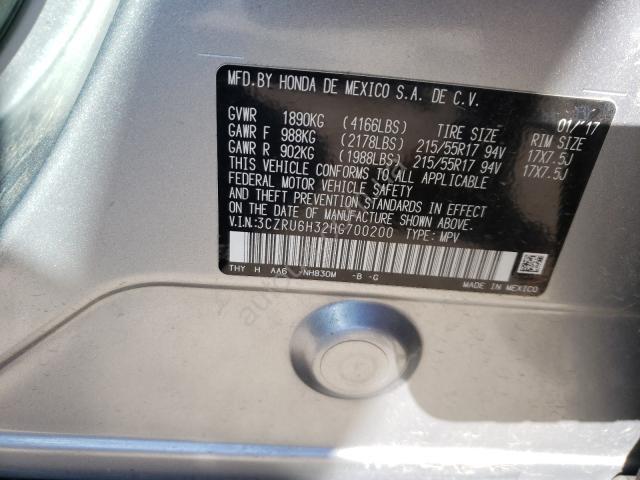 MFD.BY HONDA DE MEXICO S.A. DE C.V.
01/'17
GVWR 1890KG (4166LBS) TIRE SIZE RIM SIZE
GAWR F 988KG (2178LBS) 215/55R17 94V 17X7.5J
GAWR R 902KG (1988LBS) 215/55R17 94V 17X7.5J
THIS VEHICLE CONFORMS TO ALL APPLICABLE
FEDERAL MOTOR VEHICLE SAFETY
AND THEFT PREVENTION STANDARDS IN EFFECT
ON THE DATE OF MANUFACTURE SHOWN ABOVE.
V.I.N.:3CZRU6H32HG700200 TYPE: MPV
THY H AA6 NH830M -B -G
MADE IN MEXICO